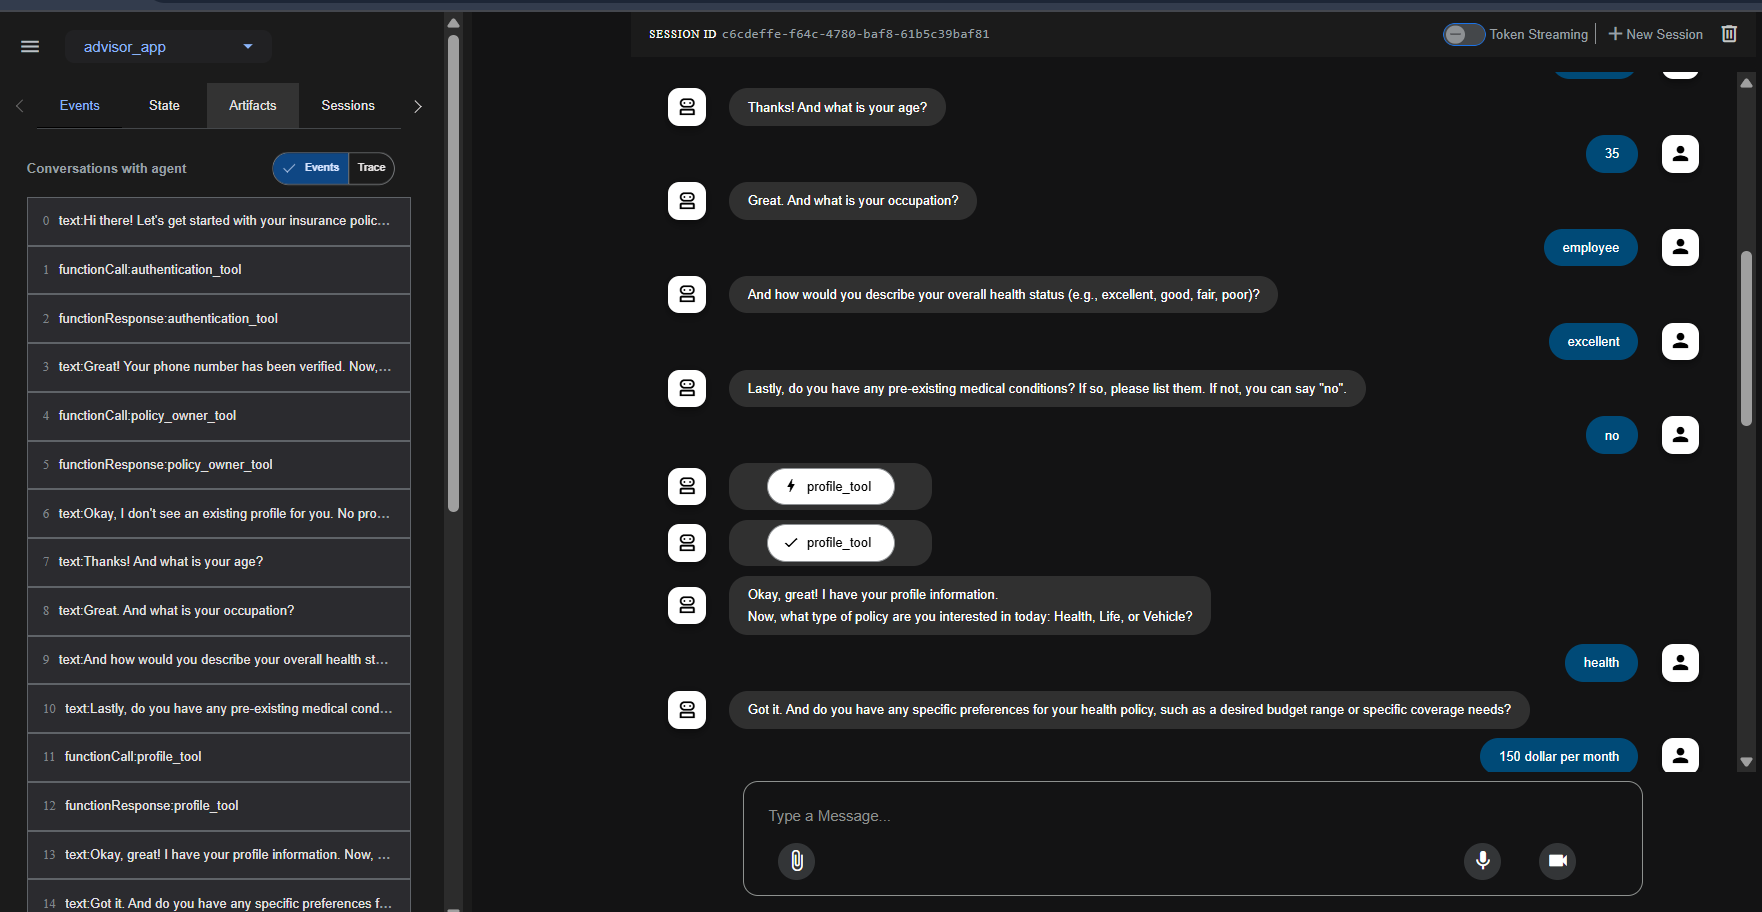 advisor_app
Events
State
Artifacts
Sessions
Conversations with agent
Events
Trace
0 text:Hi there! Let's get started with your insurance polic...
1 functionCall:authentication_tool
2 functionResponse:authentication_tool
3 text:Great! Your phone number has been verified. Now,...
4 functionCall:policy_owner_tool
5 functionResponse:policy_owner_tool
6 text:Okay, I don't see an existing profile for you. No pro...
7 text:Thanks! And what is your age?
8 text:Great. And what is your occupation?
9 text:And how would you describe your overall health st...
10 text:Lastly, do you have any pre-existing medical cond...
11 functionCall:profile_tool
12 functionResponse:profile_tool
13 text:Okay, great! I have your profile information. Now, ...
14 text:Got it. And do you have any specific preferences f...
SESSION ID c6cdeffe-f64c-4780-baf8-61b5c39baf81
Token Streaming
New Session
Thanks! And what is your age?
35
Great. And what is your occupation?
employee
And how would you describe your overall health status (e.g., excellent, good, fair, poor)?
excellent
Lastly, do you have any pre-existing medical conditions? If so, please list them. If not, you can say "no".
no
profile_tool
profile_tool
Okay, great! I have your profile information.
Now, what type of policy are you interested in today: Health, Life, or Vehicle?
health
Got it. And do you have any specific preferences for your health policy, such as a desired budget range or specific coverage needs?
150 dollar per month
Type a Message...